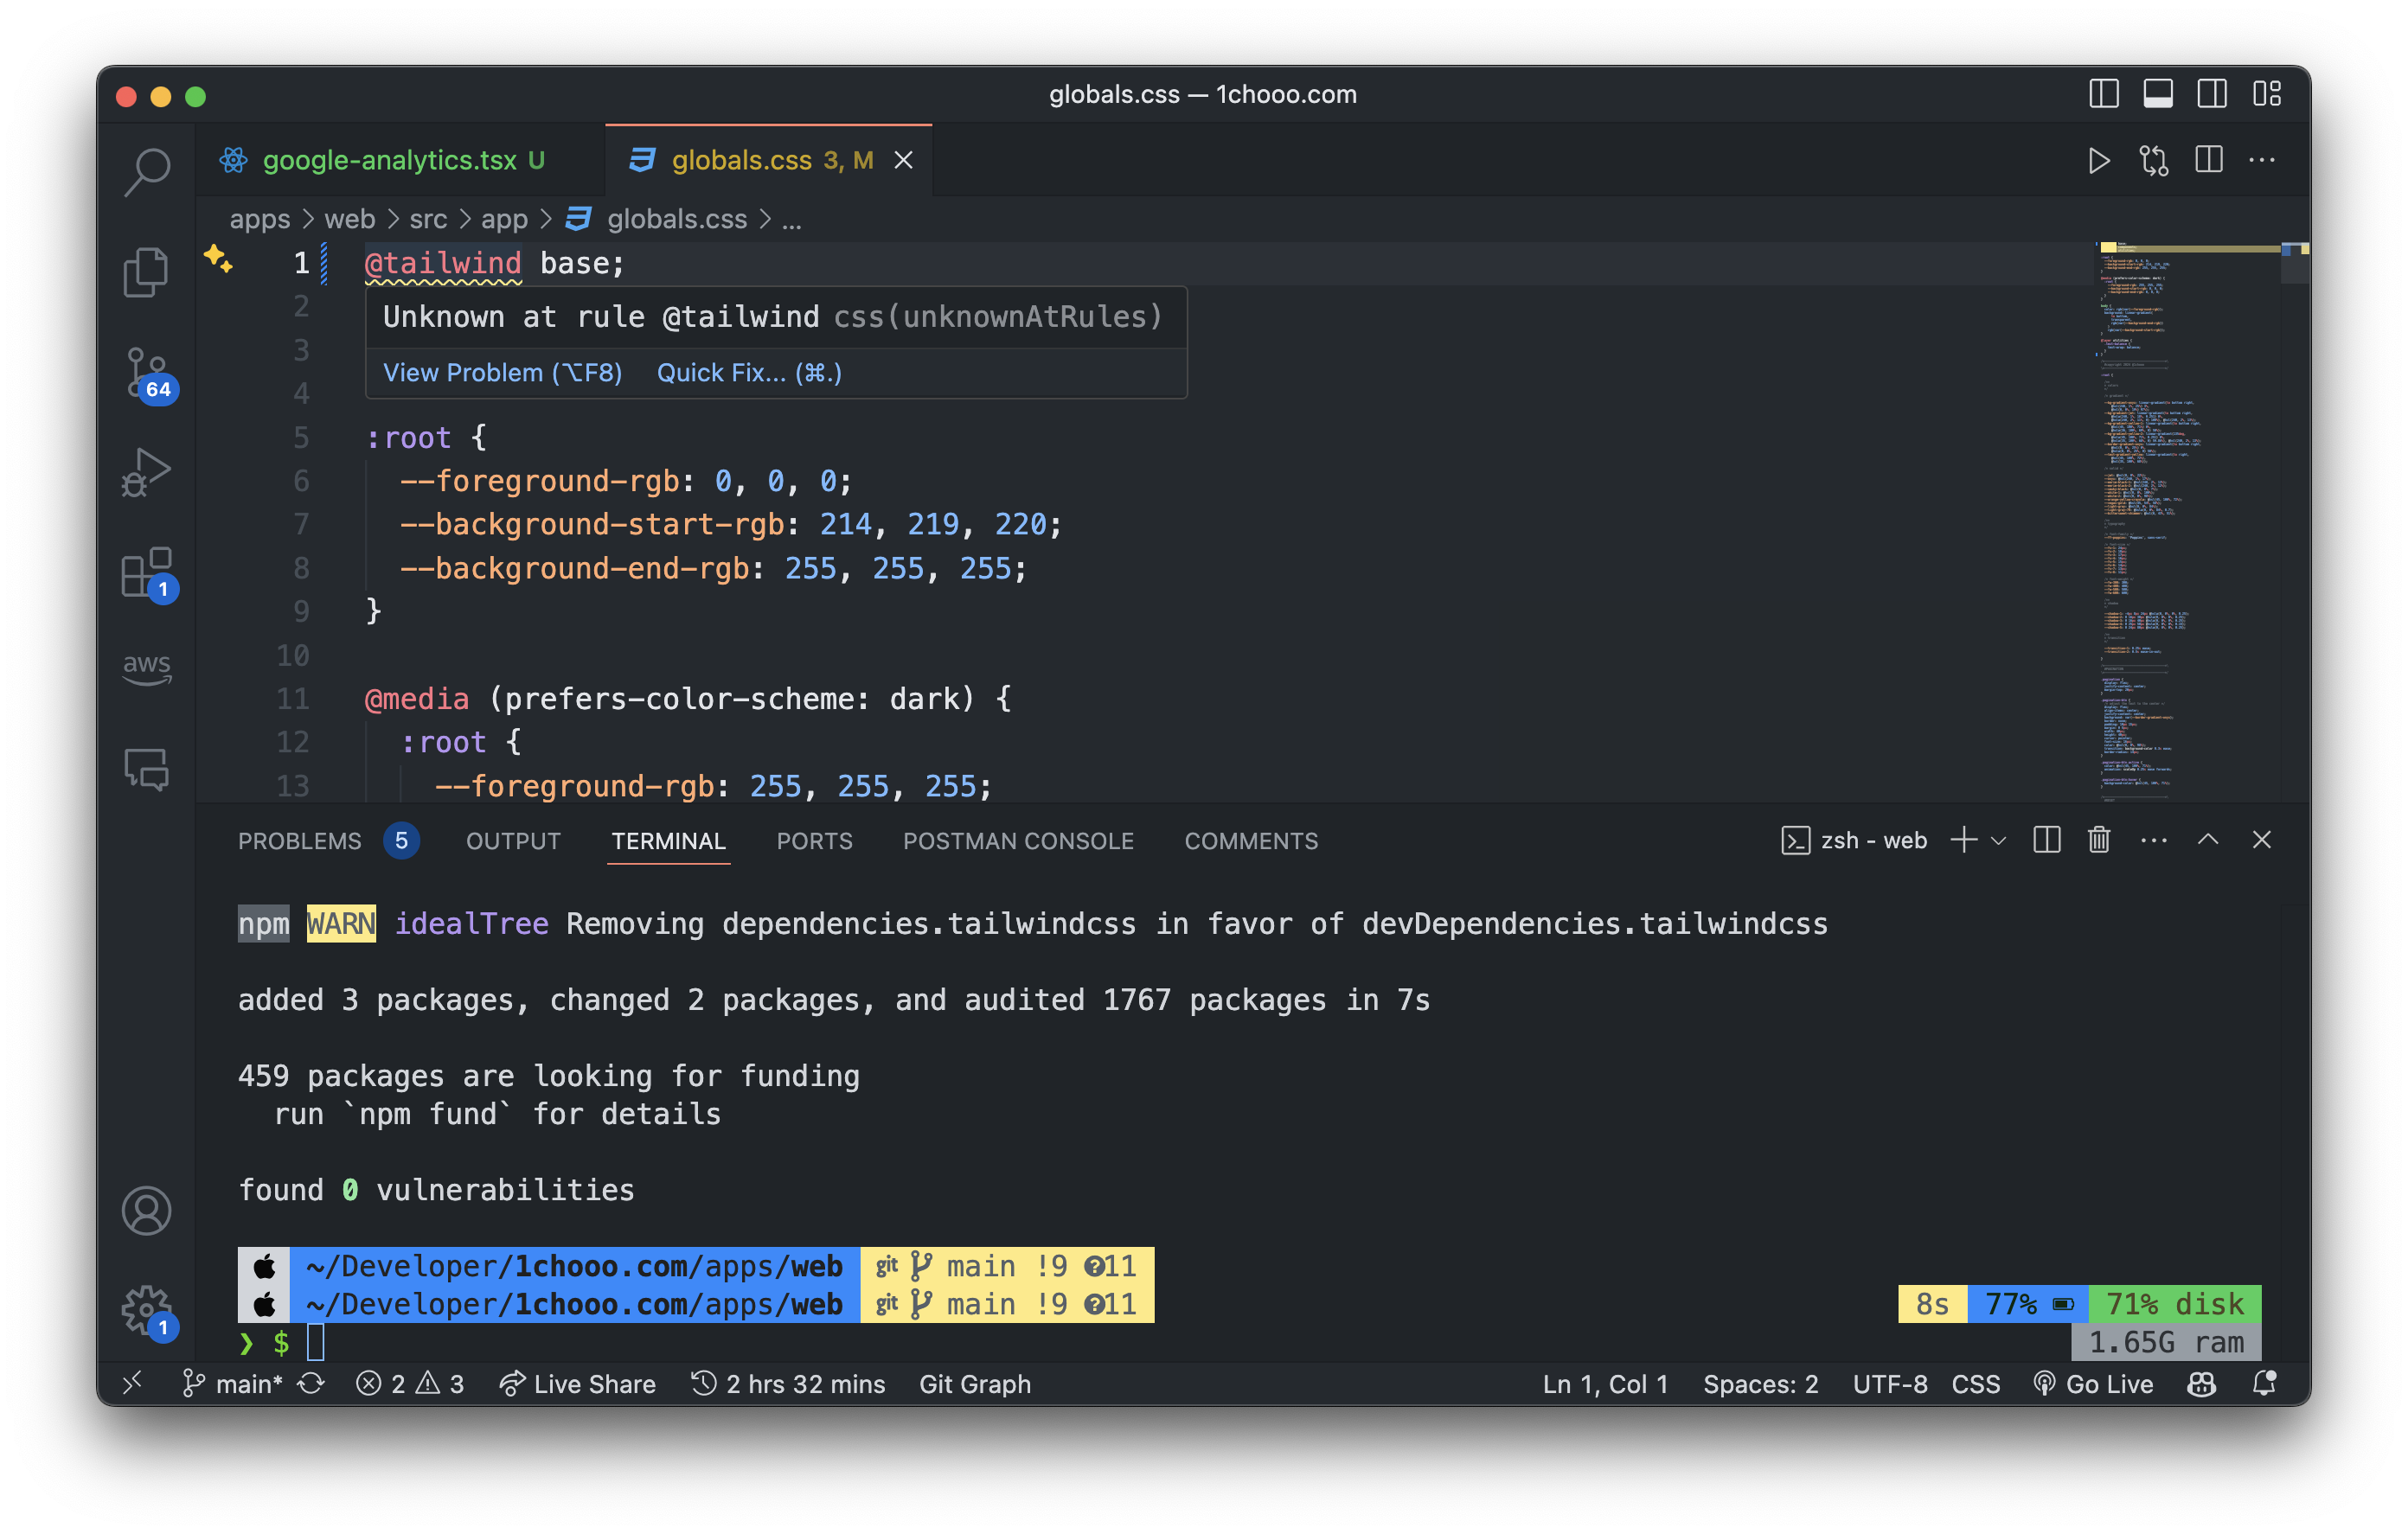 globals.css — 1chooo.com
google-analytics.tsx U
globals.css 3, M
apps > web > src > app > globals.css > ...
1 @tailwind base;
2
Unknown at rule @tailwind css(unknownAtRules)
3
View Problem (⌥F8) Quick Fix... (⌘.)
4
5 :root {
6 --foreground-rgb: 0, 0, 0;
7 --background-start-rgb: 214, 219, 220;
8 --background-end-rgb: 255, 255, 255;
9 }
10
11 @media (prefers-color-scheme: dark) {
12 :root {
13 --foreground-rgb: 255, 255, 255;
64
1
aws
1
PROBLEMS 5 OUTPUT TERMINAL PORTS POSTMAN CONSOLE COMMENTS
zsh - web
npm WARN idealTree Removing dependencies.tailwindcss in favor of devDependencies.tailwindcss
added 3 packages, changed 2 packages, and audited 1767 packages in 7s
459 packages are looking for funding
run `npm fund` for details
found 0 vulnerabilities
~/Developer/1chooo.com/apps/web git main !9 ?11
~/Developer/1chooo.com/apps/web git main !9 ?11 8s 77% 71% disk
❯ $ 1.65G ram
main* 2 3 Live Share 2 hrs 32 mins Git Graph Ln 1, Col 1 Spaces: 2 UTF-8 CSS Go Live